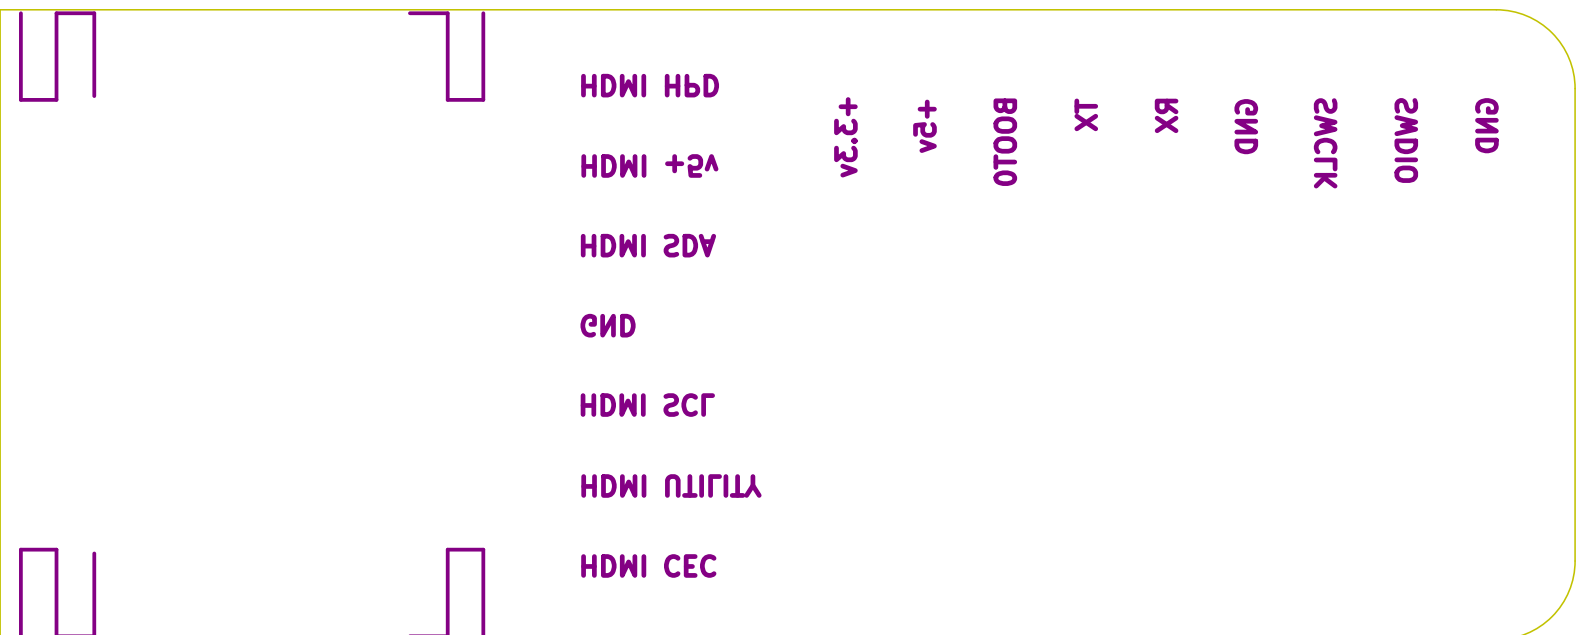 HDMI HPD
HDMI +5v
HDMI SDA
GND
HDMI SCL
HDMI UTILITY
HDMI CEC
+3.3v
+5v
BOOT0
TX
RX
GND
SWCLK
SWDIO
GND